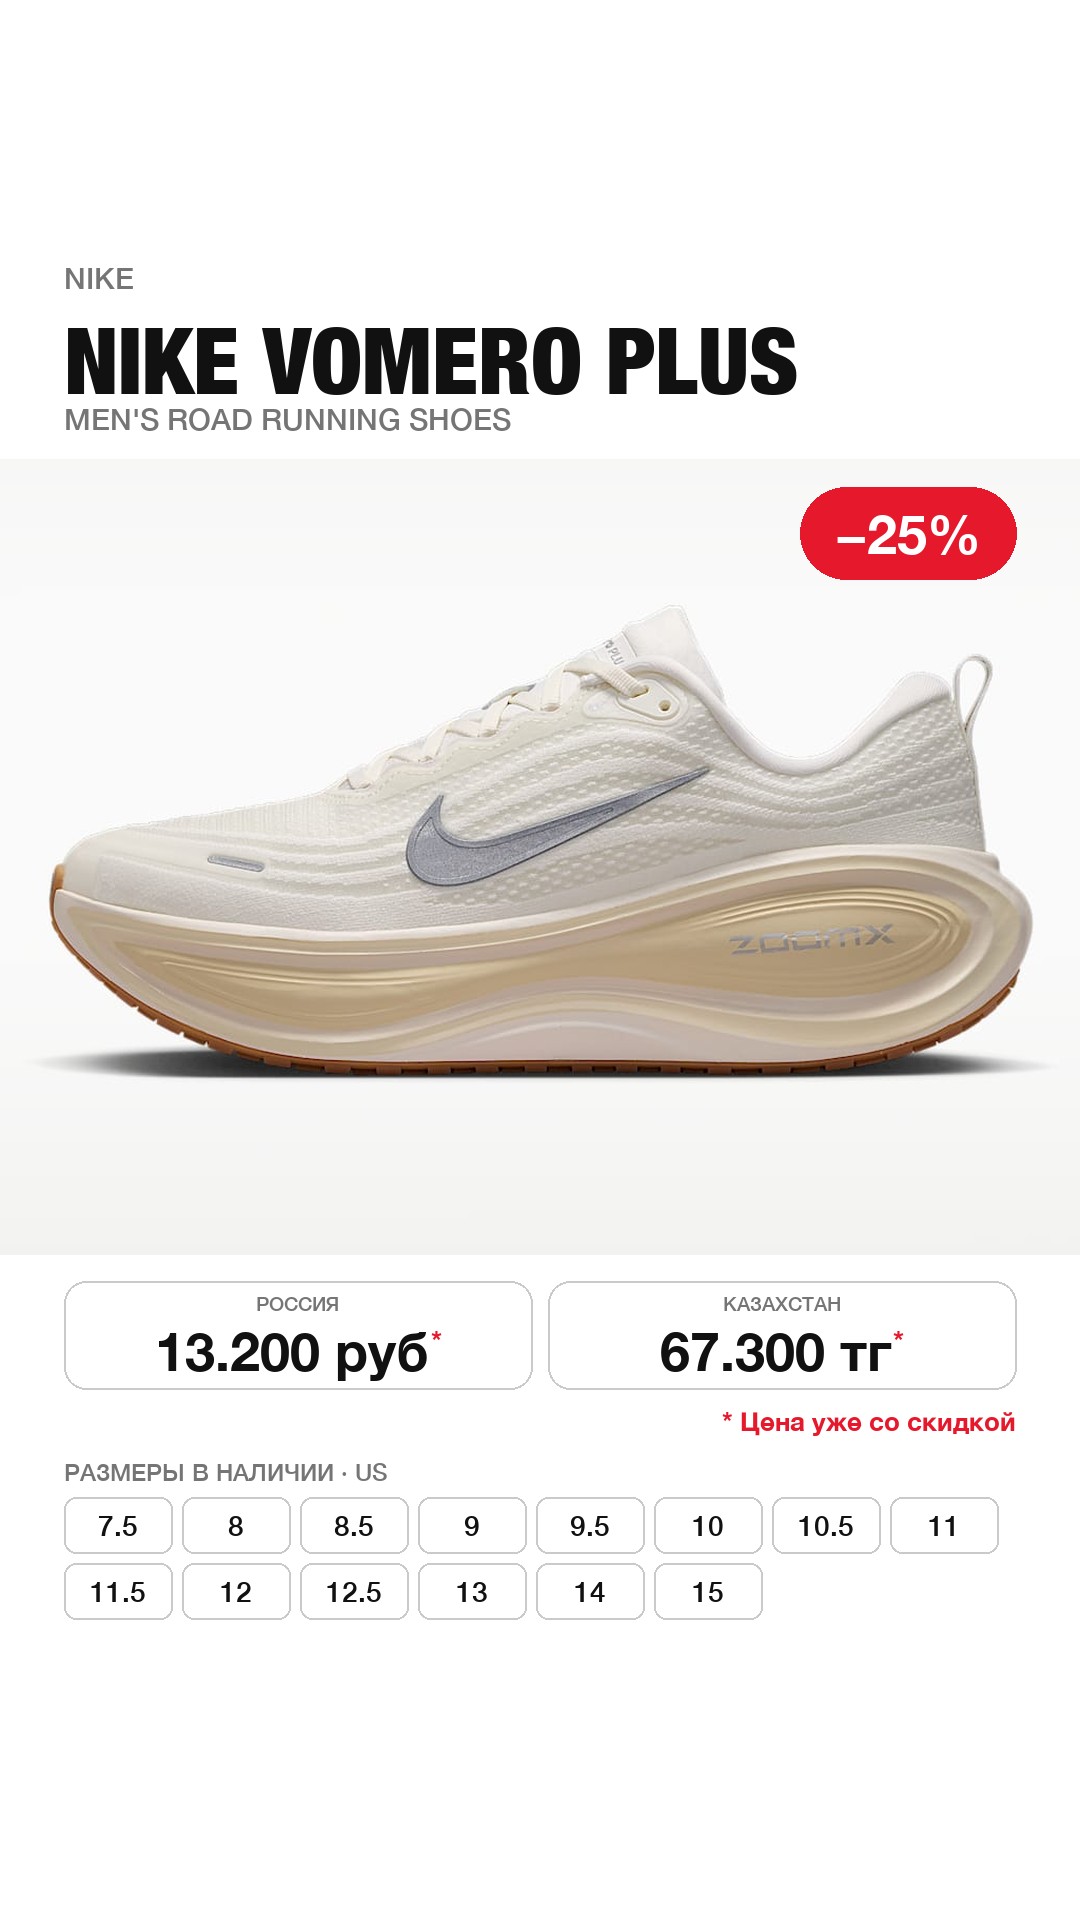 NIKE
NIKE VOMERO PLUS
MEN'S ROAD RUNNING SHOES
–25%
ZOOMX
РОССИЯ
13.200 руб*
КАЗАХСТАН
67.300 тг*
* Цена уже со скидкой
РАЗМЕРЫ В НАЛИЧИИ · US
7.5 8 8.5 9 9.5 10 10.5 11
11.5 12 12.5 13 14 15